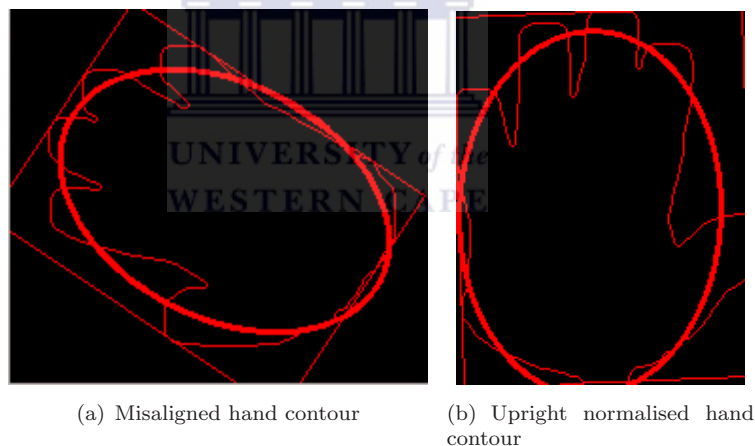 UNIVERSITY of the
WESTERN CAPE
(a) Misaligned hand contour
(b) Upright normalised hand
contour